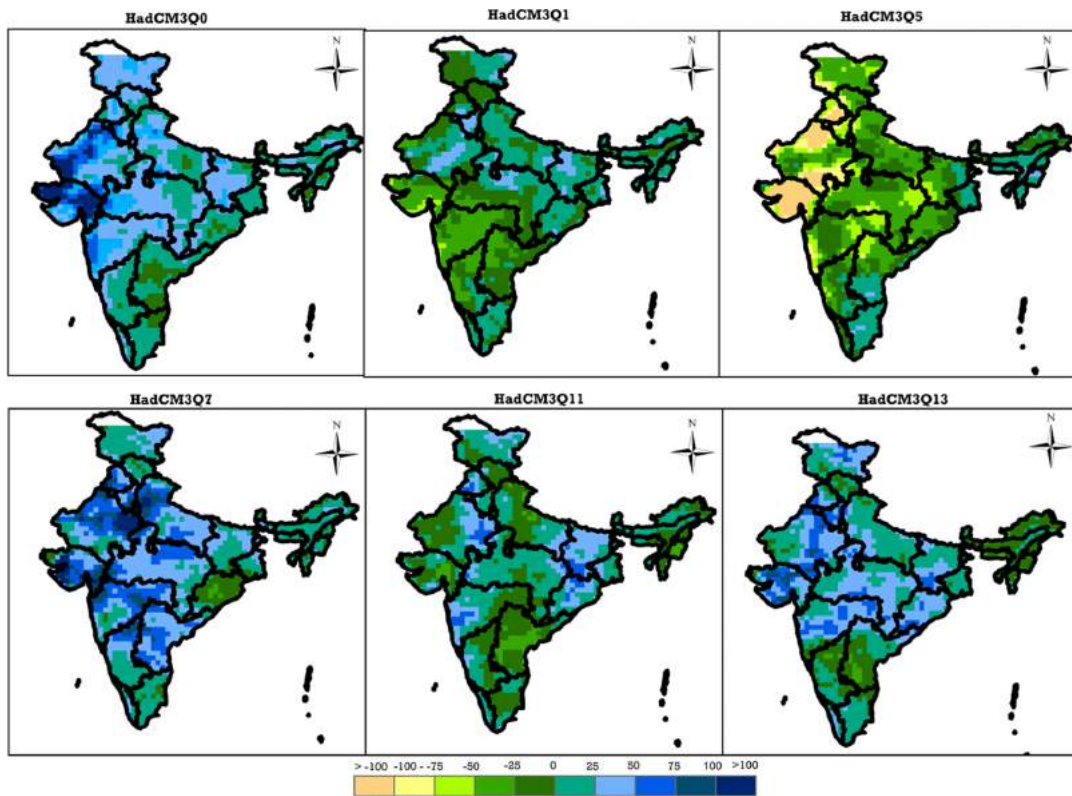 HadCM3Q0 HadCM3Q1 HadCM3Q5
N N N
HadCM3Q7 HadCM3Q11 HadCM3Q13
N N N
> -100 -100 - -75 -50 -25 0 25 50 75 100 >100